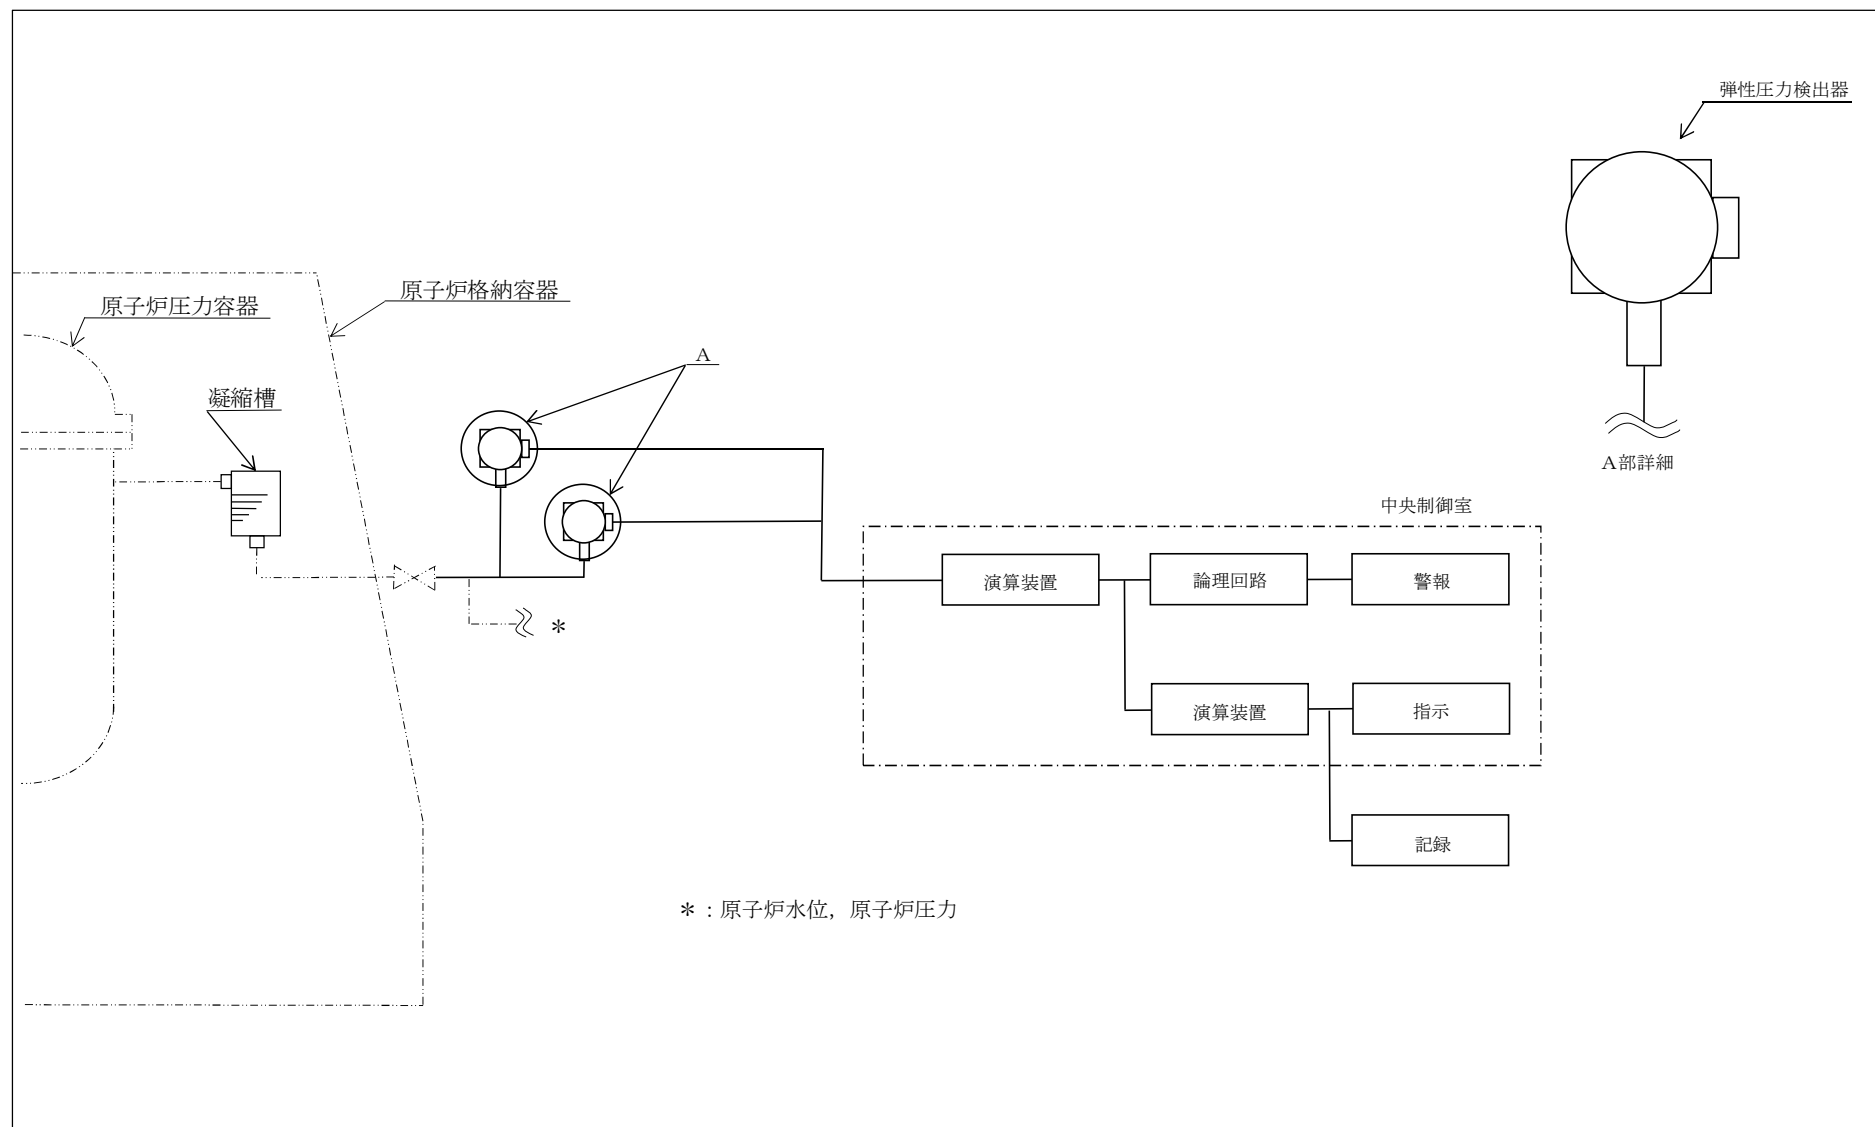 弾性圧力検出器
原子炉格納容器
原子炉圧力容器
A
凝縮槽
A部詳細
中央制御室
演算装置
論理回路
警報
*
演算装置
指示
記録
*:原子炉水位,原子炉圧力